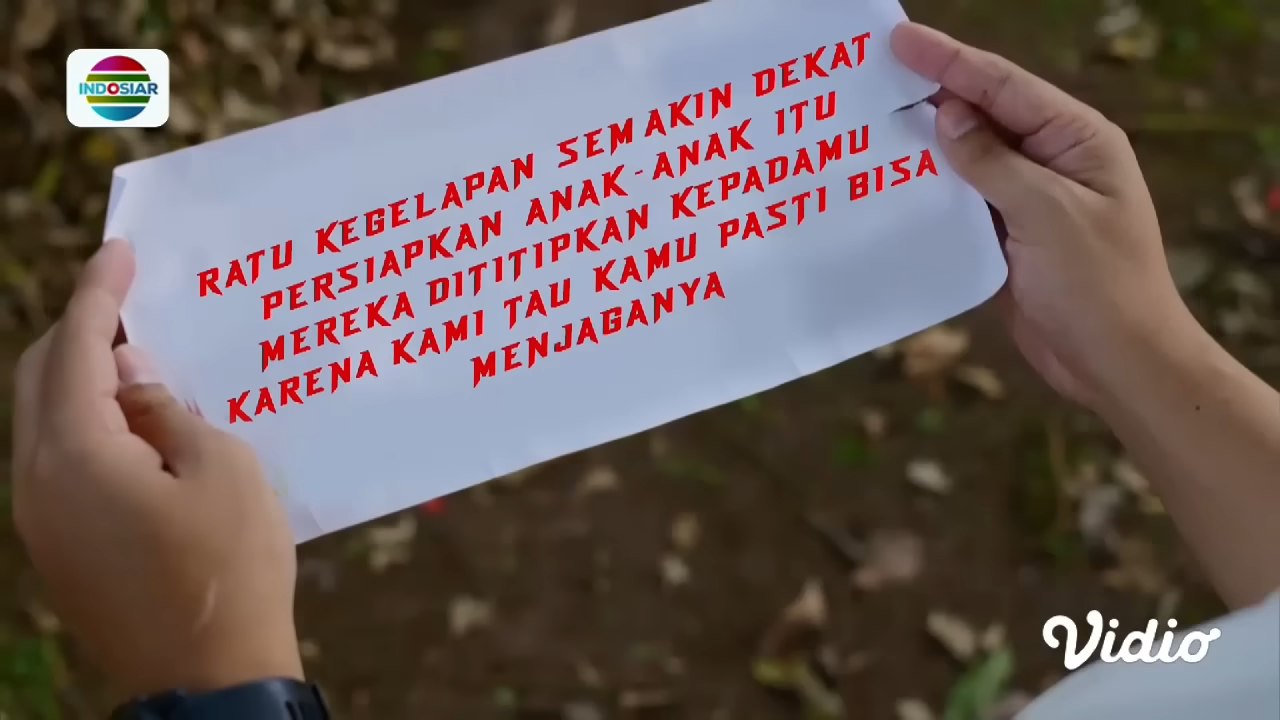 INDOSIAR
RATU KEGELAPAN SEMAKIN DEKAT
PERSIAPKAN ANAK-ANAK ITU
MEREKA DITITIPKAN KEPADAMU
KARENA KAMI TAU KAMU PASTI BISA
MENJAGANYA
Vidio